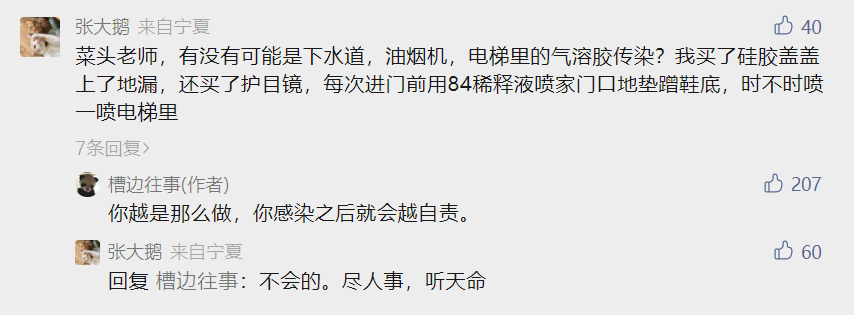 张大鹅 来自宁夏 40
菜头老师，有没有可能是下水道，油烟机，电梯里的气溶胶传染？我买了硅胶盖盖
上了地漏，还买了护目镜，每次进门前用84稀释液喷家门口地垫蹭鞋底，时不时喷
一喷电梯里
7条回复>
槽边往事(作者) 207
你越是那么做，你感染之后就会越自责。
张大鹅 来自宁夏 60
回复 槽边往事：不会的。尽人事，听天命